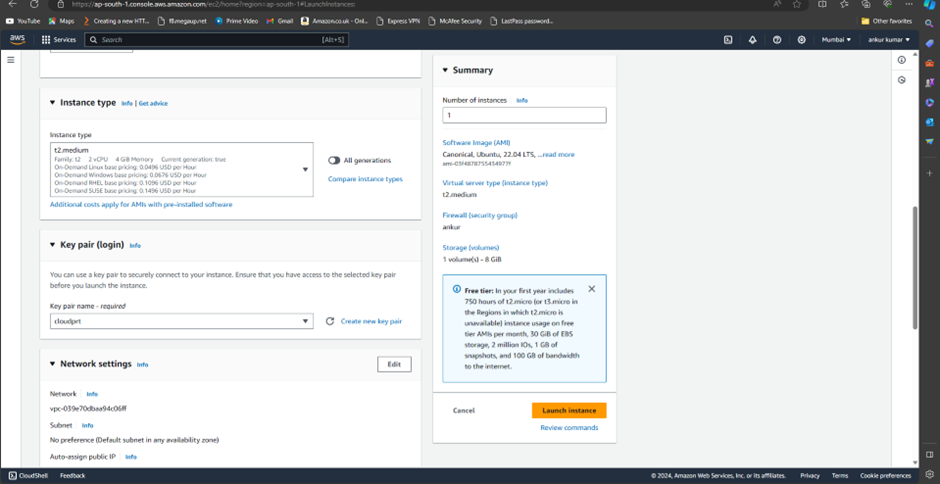 https://ap-south-1.console.aws.amazon.com/ec2/home?region=ap-south-1#LaunchInstances:
YouTube Maps Creating a new HTT... f8.megaup.net Prime Video Gmail Amazon.co.uk - Onl... Express VPN McAfee Security LastPass password... Other favorites
aws Services Search [Alt+S] Mumbai ankur kumar
Instance type Info | Get advice
Instance type
t2.medium
Family: t2 2 vCPU 4 GiB Memory Current generation: true
On-Demand Linux base pricing: 0.0496 USD per Hour
On-Demand Windows base pricing: 0.0676 USD per Hour
On-Demand RHEL base pricing: 0.1096 USD per Hour
On-Demand SUSE base pricing: 0.1496 USD per Hour
All generations
Compare instance types
Additional costs apply for AMIs with pre-installed software
Key pair (login) Info
You can use a key pair to securely connect to your instance. Ensure that you have access to the selected key pair
before you launch the instance.
Key pair name - required
cloudprt
Create new key pair
Network settings Info
Edit
Network Info
vpc-039e70dbaa94c06ff
Subnet Info
No preference (Default subnet in any availability zone)
Auto-assign public IP Info
Summary
Number of instances Info
1
Software Image (AMI)
Canonical, Ubuntu, 22.04 LTS, ...read more
Virtual server type (instance type)
t2.medium
Firewall (security group)
ankur
Storage (volumes)
1 volume(s) - 8 GiB
Free tier: In your first year includes
750 hours of t2.micro (or t3.micro in
the Regions in which t2.micro is
unavailable) instance usage on free
tier AMIs per month, 30 GiB of EBS
storage, 2 million IOs, 1 GB of
snapshots, and 100 GB of bandwidth
to the internet.
Cancel
Launch instance
Review commands
CloudShell Feedback © 2024, Amazon Web Services, Inc. or its affiliates. Privacy Terms Cookie preferences